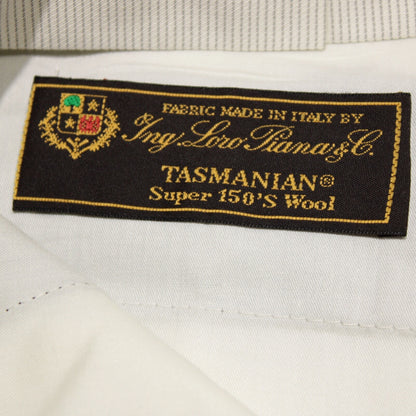 FABRIC MADE IN ITALY BY
Ing. Loro Piana & C.
TASMANIAN®
Super 150'S Wool